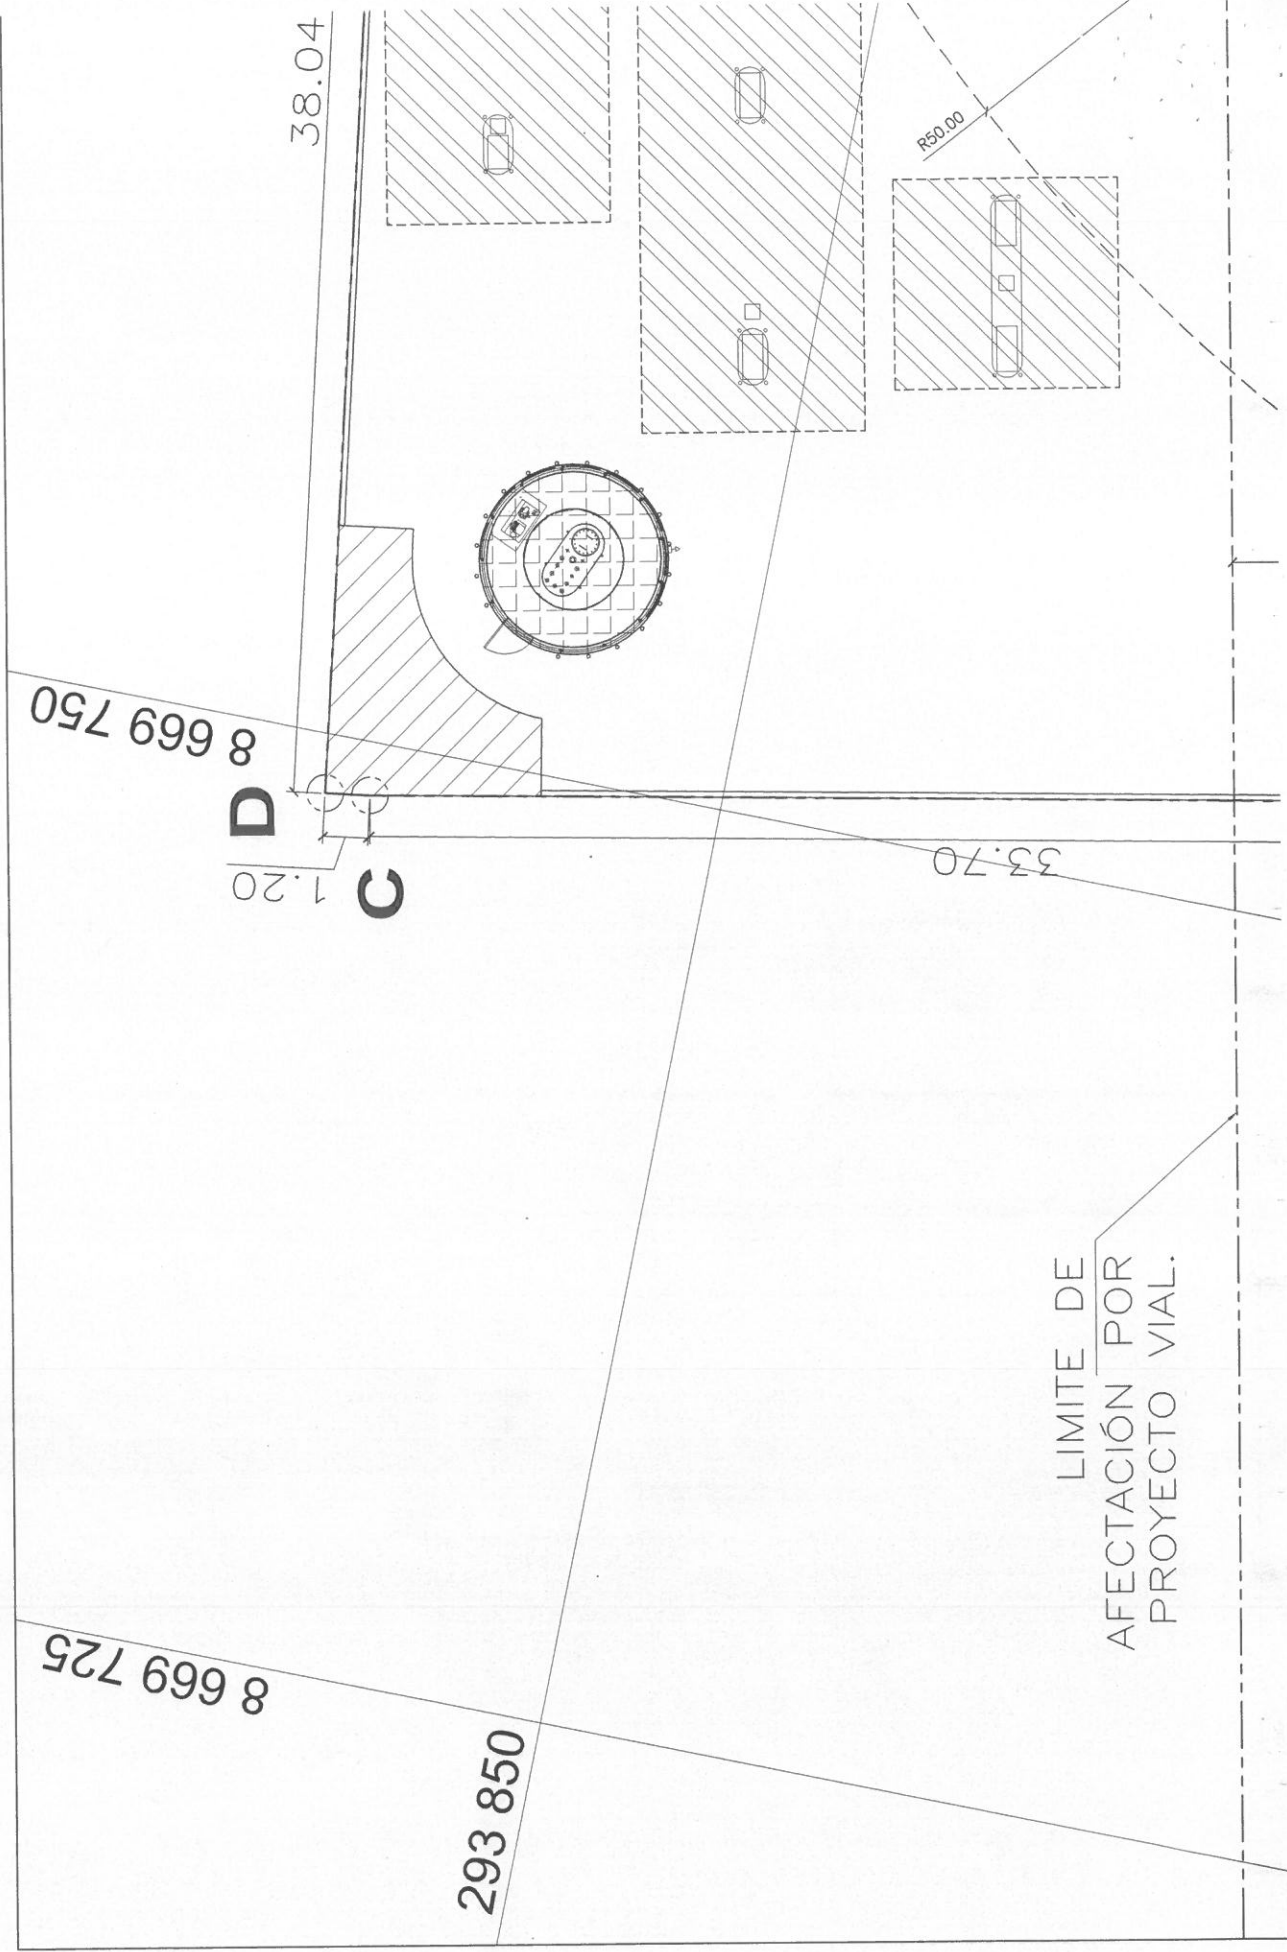 38.04
R50.00
8 669 750
D
1.20
C
33.70
8 669 725
293 850
LIMITE DE
AFECTACIÓN POR
PROYECTO VIAL.